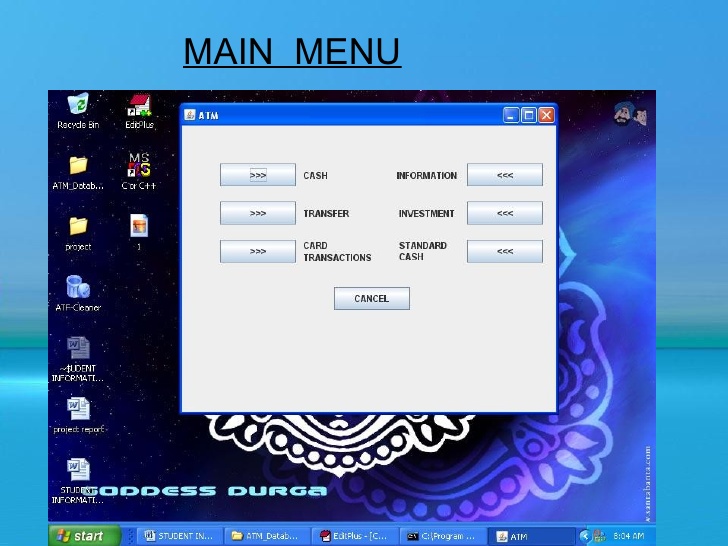 MAIN  MENU
Recycle Bin
EditPlus
ATM
ATM_Datab...
C or C++
>>>
CASH
INFORMATION
<<<
>>>
TRANSFER
INVESTMENT
<<<
project
1
>>>
CARD
TRANSACTIONS
STANDARD
CASH
<<<
CANCEL
ATF-Cleaner
~$UDENT
INFORMATI...
project report
STUDENT
INFORMATI...
GODDESS DURGA
start
STUDENT IN...
ATM_Datab...
EditPlus - [C...
C:\Program ...
ATM
8:04 AM